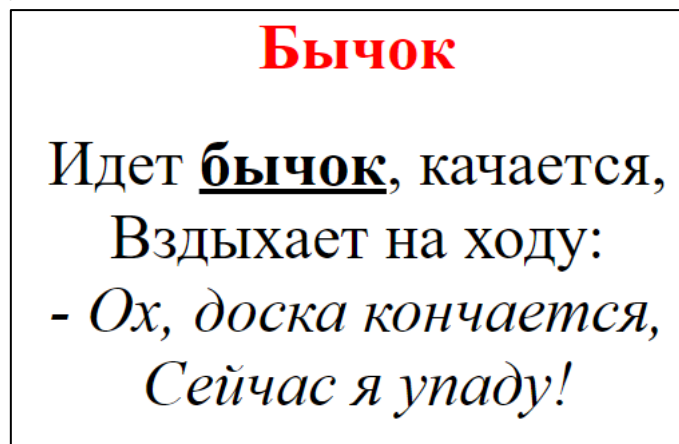 Бычок
Идет бычок, качается,
Вздыхает на ходу:
- Ох, доска кончается,
Сейчас я упаду!